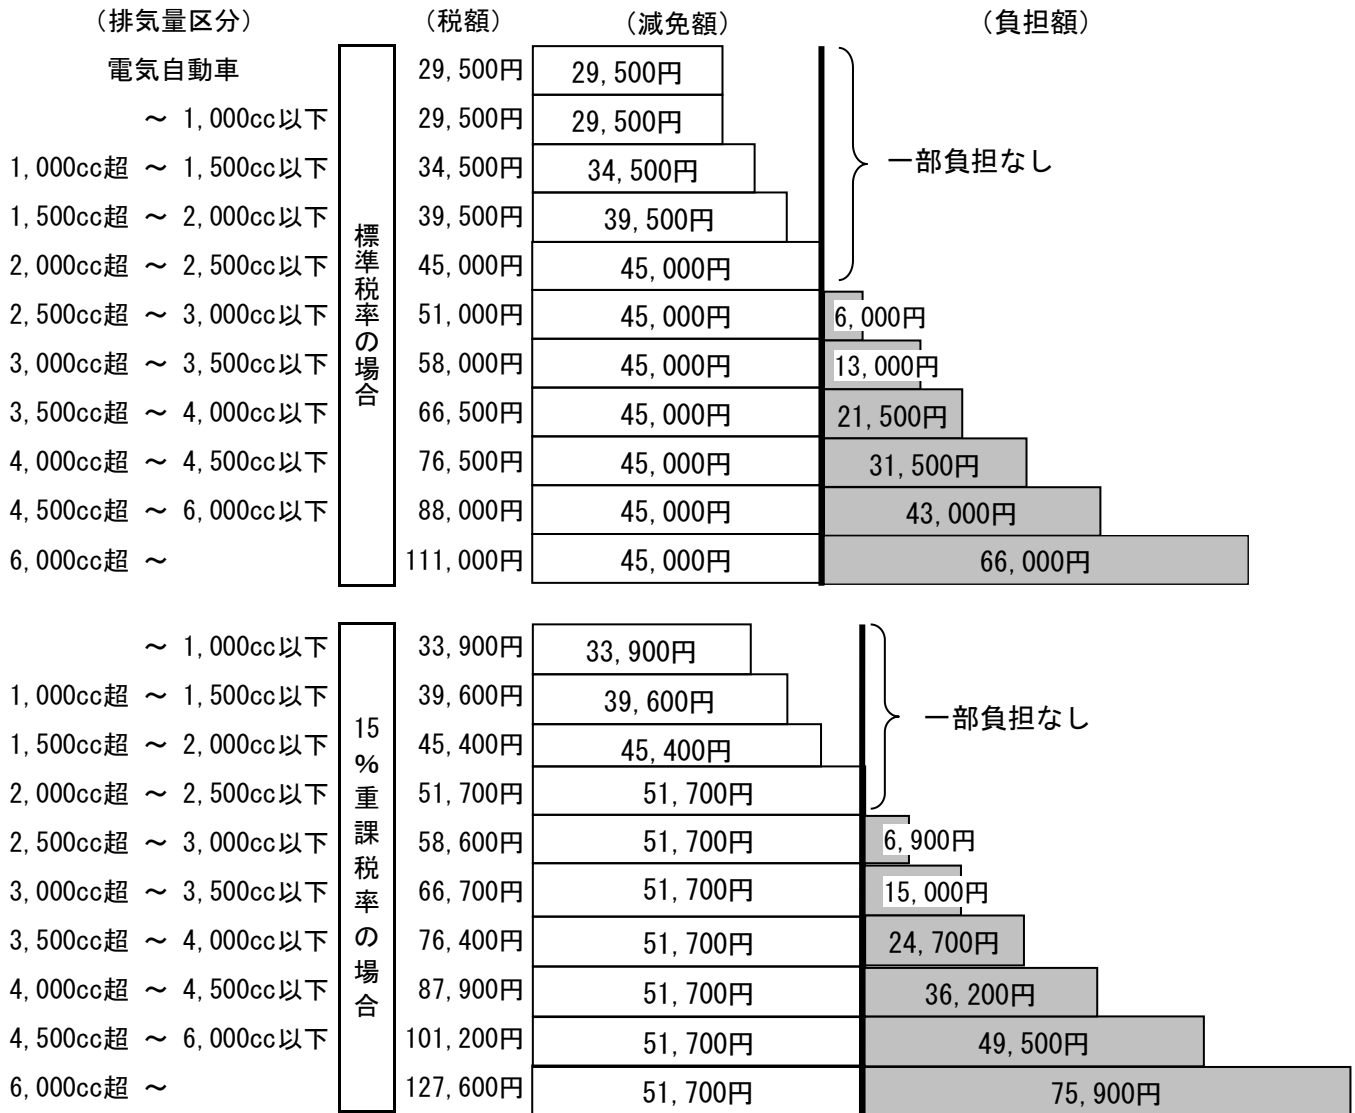 （排気量区分） （税額） （減免額） （負担額）
電気自動車 29,500円 29,500円
～ 1,000cc以下 29,500円 29,500円
1,000cc超 ～ 1,500cc以下 34,500円 34,500円 一部負担なし
1,500cc超 ～ 2,000cc以下 39,500円 39,500円
2,000cc超 ～ 2,500cc以下 45,000円 45,000円
2,500cc超 ～ 3,000cc以下 51,000円 45,000円 6,000円
3,000cc超 ～ 3,500cc以下 58,000円 45,000円 13,000円
3,500cc超 ～ 4,000cc以下 66,500円 45,000円 21,500円
4,000cc超 ～ 4,500cc以下 76,500円 45,000円 31,500円
4,500cc超 ～ 6,000cc以下 88,000円 45,000円 43,000円
6,000cc超 ～ 111,000円 45,000円 66,000円
標準税率の場合
～ 1,000cc以下 33,900円 33,900円
1,000cc超 ～ 1,500cc以下 39,600円 39,600円 一部負担なし
1,500cc超 ～ 2,000cc以下 45,400円 45,400円
2,000cc超 ～ 2,500cc以下 51,700円 51,700円
2,500cc超 ～ 3,000cc以下 58,600円 51,700円 6,900円
3,000cc超 ～ 3,500cc以下 66,700円 51,700円 15,000円
3,500cc超 ～ 4,000cc以下 76,400円 51,700円 24,700円
4,000cc超 ～ 4,500cc以下 87,900円 51,700円 36,200円
4,500cc超 ～ 6,000cc以下 101,200円 51,700円 49,500円
6,000cc超 ～ 127,600円 51,700円 75,900円
15%重課税率の場合